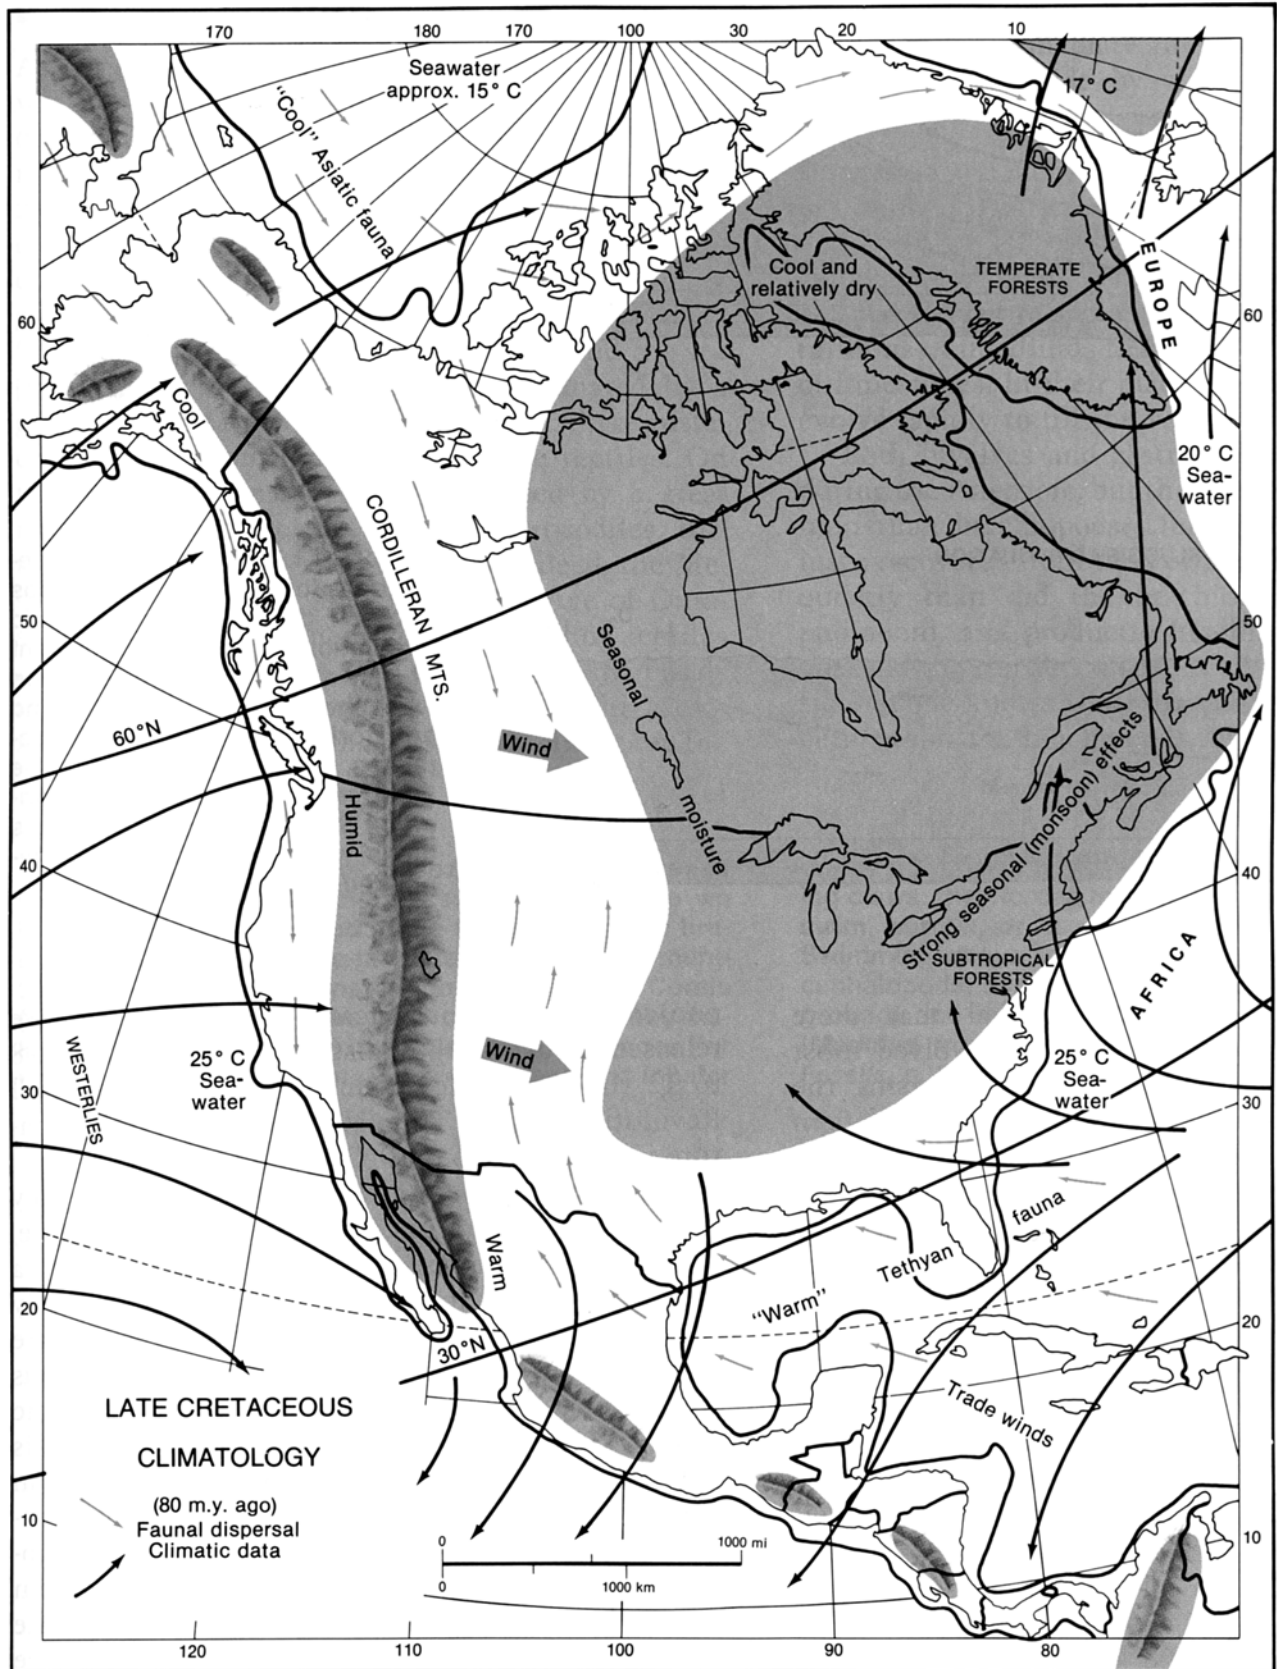 170
180
170
100
30
20
10
Seawater
approx. 15° C
17° C
"Cool" Asiatic fauna
Cool and
relatively dry
TEMPERATE
FORESTS
EUROPE
60
60
Cool
20° C
Sea-
water
CORDILLERAN MTS.
50
50
Seasonal moisture
60°N
Wind
Humid
Strong seasonal (monsoon) effects
40
40
SUBTROPICAL
FORESTS
AFRICA
WESTERLIES
25° C
Sea-
water
Wind
25° C
Sea-
water
30
30
Warm
"Warm" Tethyan fauna
20
20
30°N
Trade winds
LATE CRETACEOUS
CLIMATOLOGY
(80 m.y. ago)
Faunal dispersal
Climatic data
10
10
0
1000 mi
0
1000 km
120
110
100
90
80